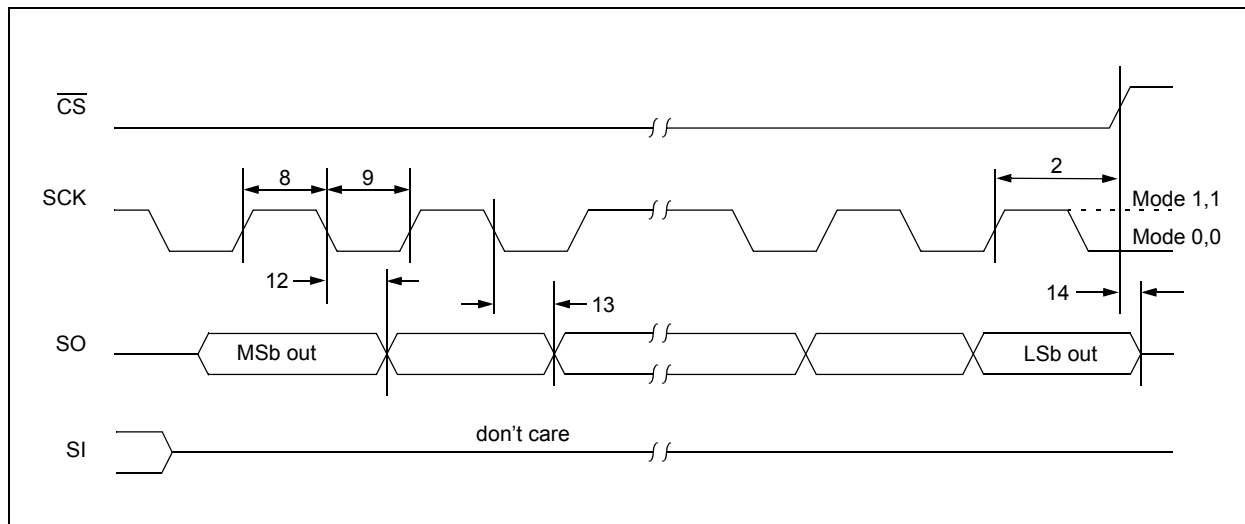 CS
SCK
8
9
2
Mode 1,1
Mode 0,0
12
13
14
SO
MSb out
LSb out
SI
don't care